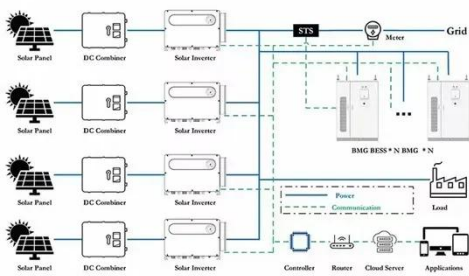 STS
Meter
Grid
Solar Panel DC Combiner Solar Inverter
Solar Panel DC Combiner Solar Inverter
BMG BESS * N BMG * N
Solar Panel DC Combiner Solar Inverter
Power
Communication
Load
Solar Panel DC Combiner Solar Inverter
Controller Router Cloud Server Applications